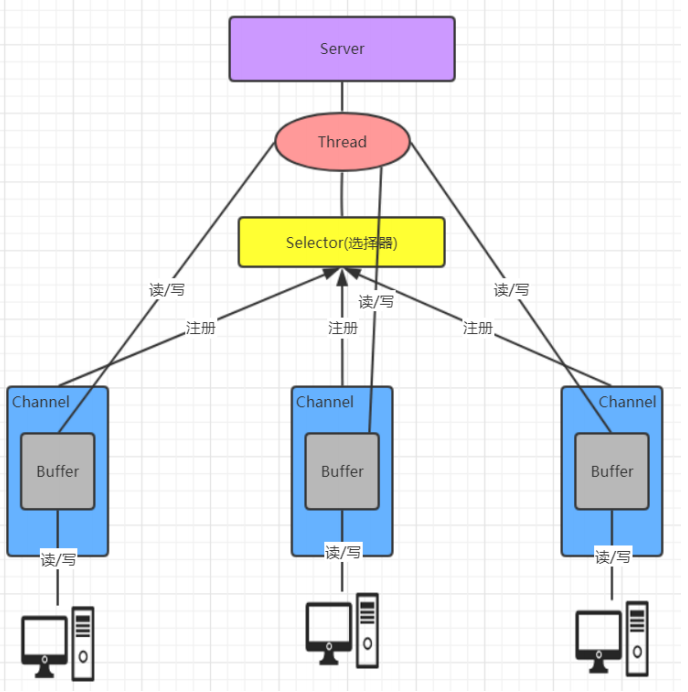 Server
Thread
Selector(选择器)
读/写
读/写
读/写
注册
注册
注册
Channel
Channel
Channel
Buffer
Buffer
Buffer
读/写
读/写
读/写